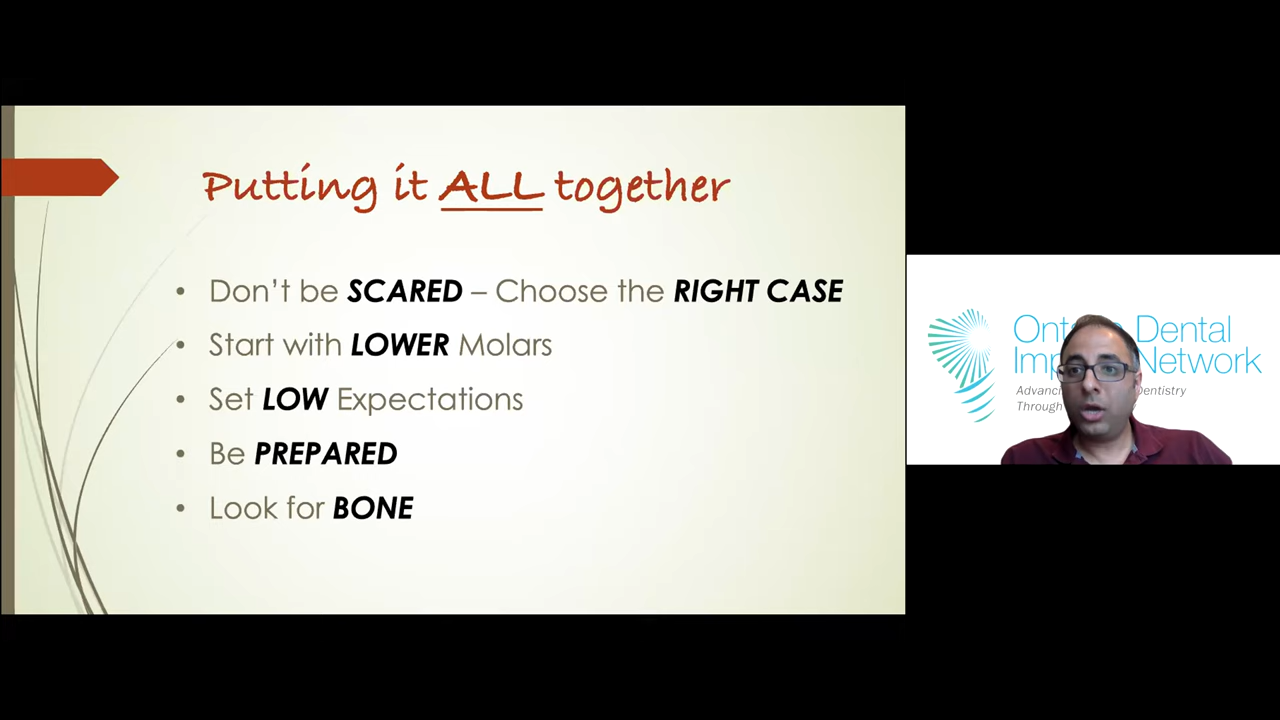 Putting it ALL together
• Don't be SCARED – Choose the RIGHT CASE
• Start with LOWER Molars
• Set LOW Expectations
• Be PREPARED
• Look for BONE
Dental
Network
Through